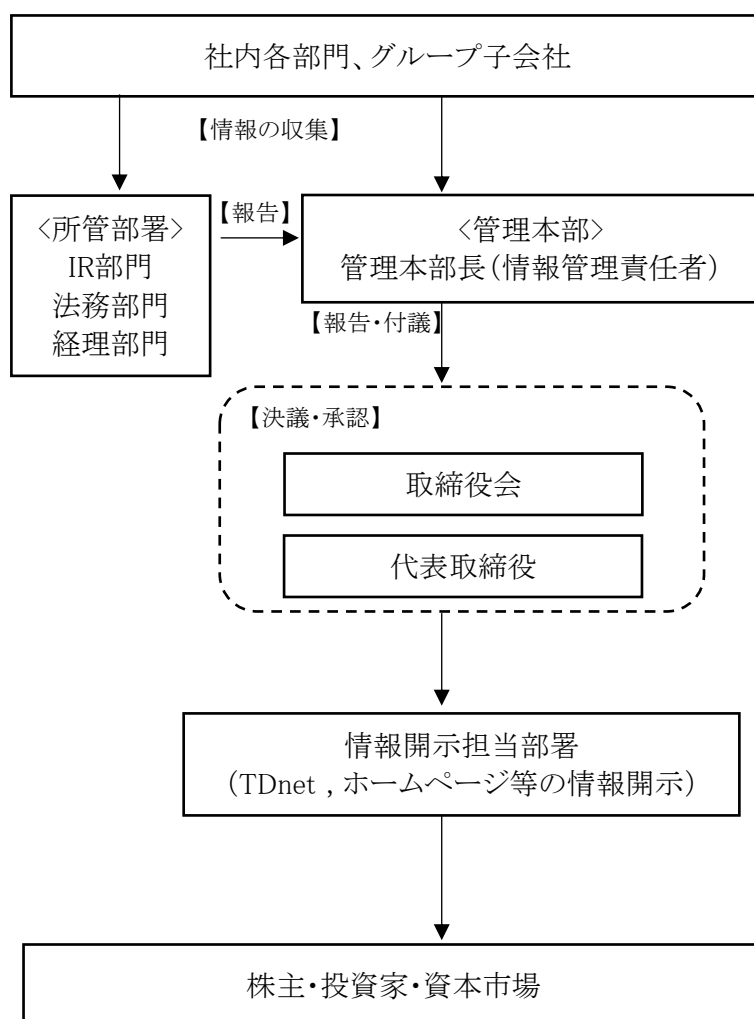 社内各部門、グループ子会社
【情報の収集】
<所管部署>
IR部門
法務部門
経理部門
【報告】
<管理本部>
管理本部長(情報管理責任者)
【報告・付議】
【決議・承認】
取締役会
代表取締役
情報開示担当部署
(TDnet , ホームページ等の情報開示)
株主・投資家・資本市場